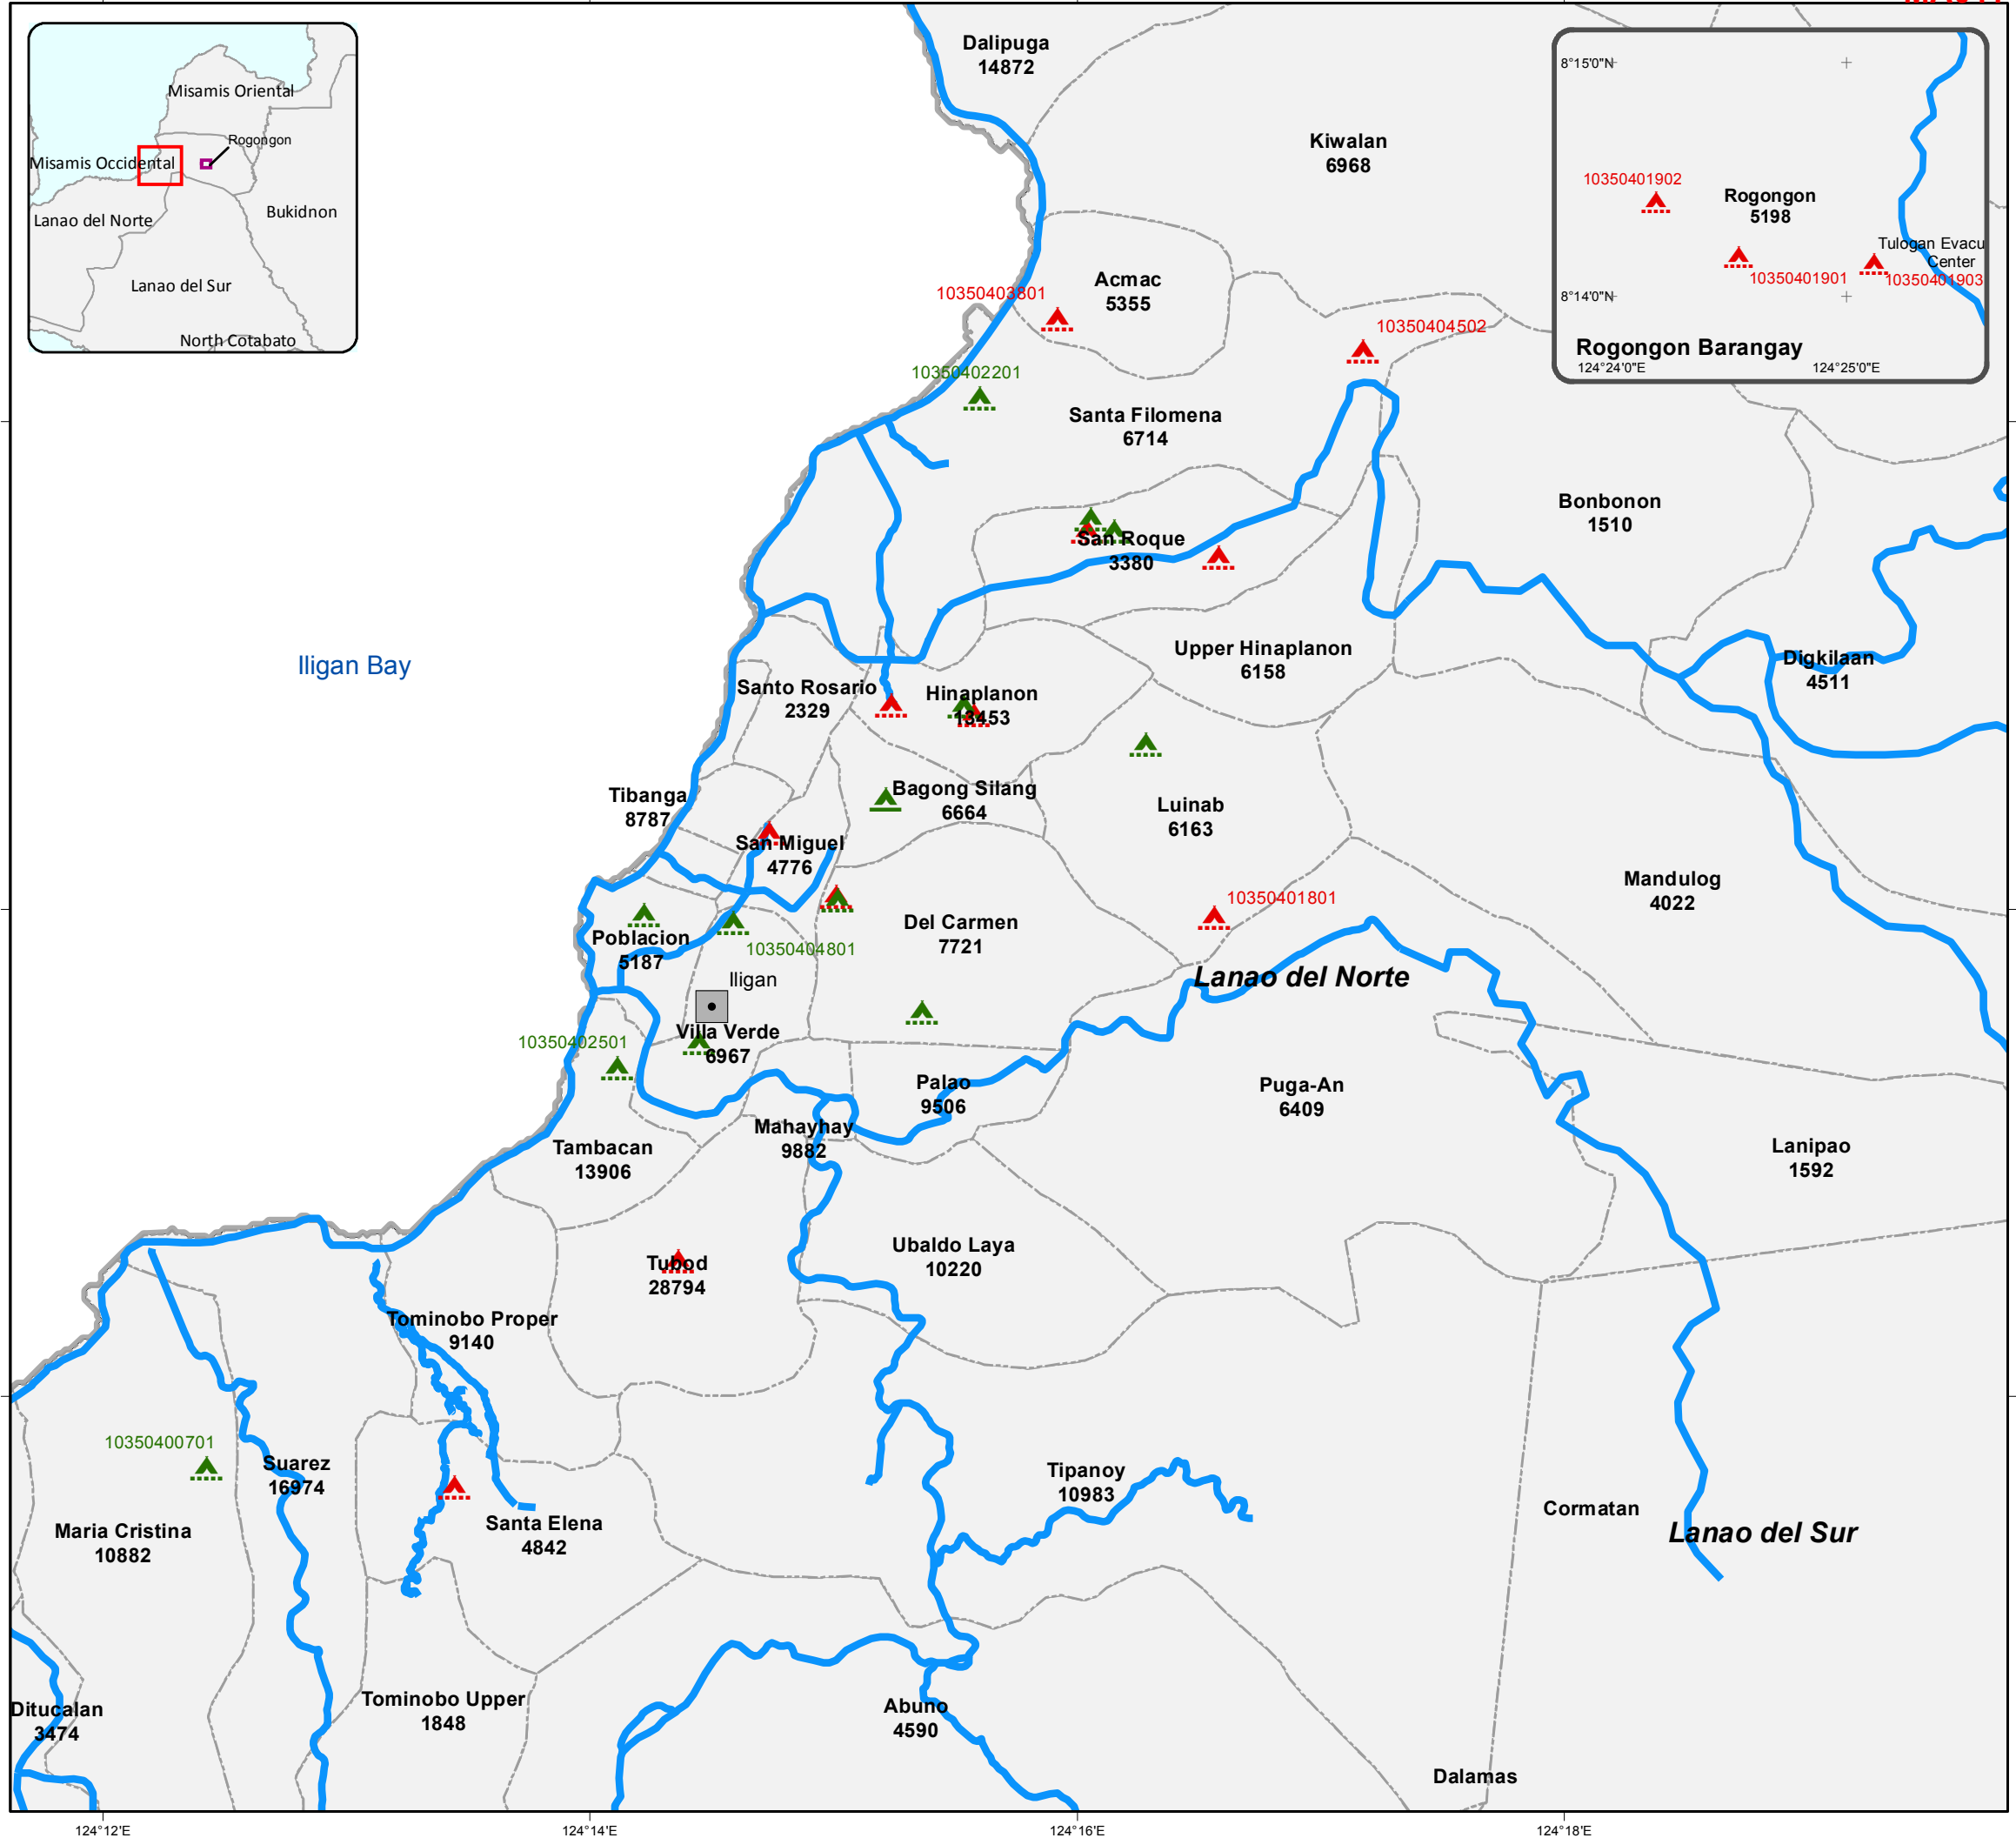 Misamis Oriental
Rogongon
Misamis Occidental
Lanao del Norte
Bukidnon
Lanao del Sur
North Cotabato
Dalipuga
14872
Kiwalan
6968
8°15'0"N
10350401902
Rogongon
5198
Tulogan Evacu
Center
10350401901
10350401903
8°14'0"N
Rogongon Barangay
124°24'0"E
124°25'0"E
Acmac
5355
10350403801
10350404502
10350402201
Santa Filomena
6714
Bonbonon
1510
San Roque
3380
Iligan Bay
Upper Hinaplanon
6158
Digkilaan
4511
Santo Rosario
2329
Hinaplanon
13453
Tibanga
8787
Bagong Silang
6664
Luinab
6163
San Miguel
4776
Mandulog
4022
10350401801
Del Carmen
7721
Poblacion
5187
10350404801
Lanao del Norte
Iligan
Villa Verde
6967
10350402501
Palao
9506
Puga-An
6409
Mahayhay
9882
Tambacan
13906
Lanipao
1592
Ubaldo Laya
10220
Tubod
28794
Tominobo Proper
9140
10350400701
Suarez
16974
Tipanoy
10983
Cormatan
Lanao del Sur
Maria Cristina
10882
Santa Elena
4842
Ditucalan
3474
Tominobo Upper
1848
Abuno
4590
Dalamas
124°12'E
124°14'E
124°16'E
124°18'E